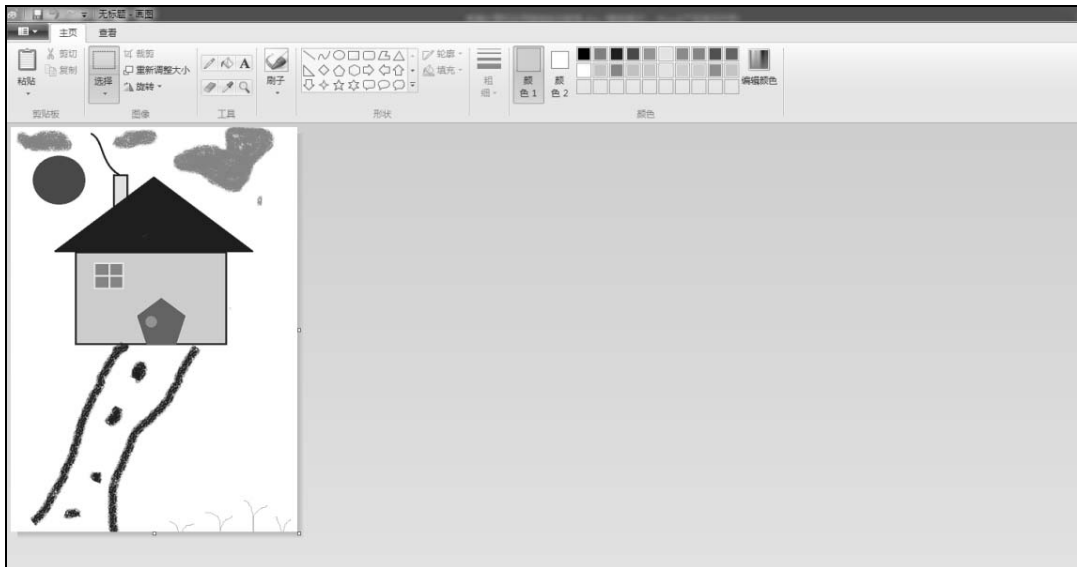 无标题 - 画图
主页 查看
粘贴
剪切
复制
剪贴板
选择
裁剪
重新调整大小
旋转
图像
A
工具
刷子
形状
轮廓
填充
粗
细
颜
色 1
颜
色 2
编辑颜色
颜色